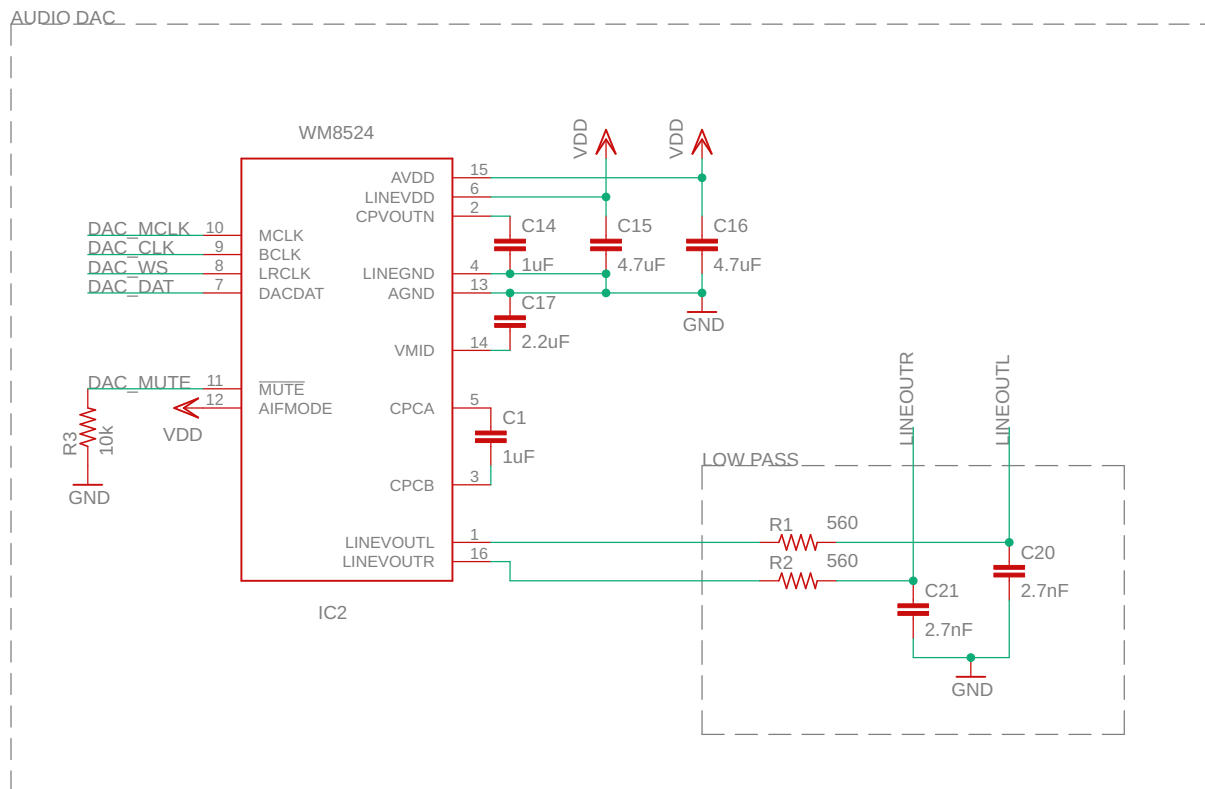 AUDIO DAC
WM8524
VDD
VDD
AVDD 15
LINEVDD 6
CPVOUTN 2
C14
1uF
C15
4.7uF
C16
4.7uF
DAC_MCLK 10 MCLK
DAC_CLK 9 BCLK
DAC_WS 8 LRCLK
DAC_DAT 7 DACDAT
LINEGND 4
AGND 13
C17
2.2uF
GND
VMID 14
DAC_MUTE 11 MUTE
12 AIFMODE
VDD
R3
10k
GND
CPCA 5
C1
1uF
CPCB 3
LINEOUTR
LINEOUTL
LOW PASS
LINEVOUTL 1
LINEVOUTR 16
R1 560
R2 560
C20
2.7nF
C21
2.7nF
GND
IC2